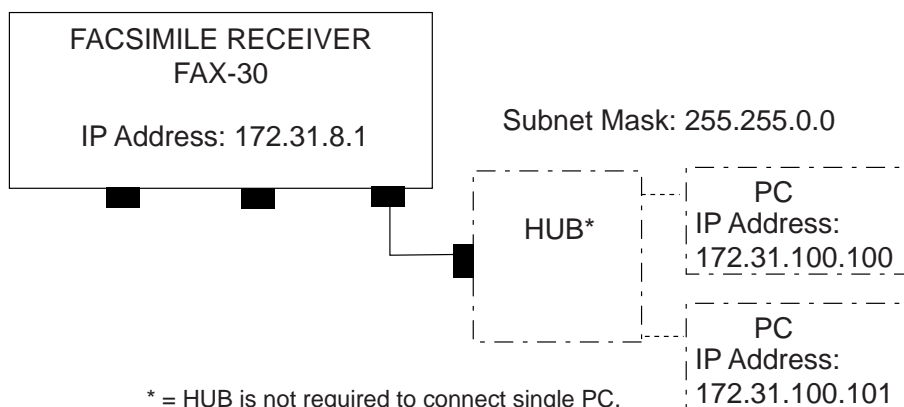 FACSIMILE RECEIVER
FAX-30
IP Address: 172.31.8.1
Subnet Mask: 255.255.0.0
HUB*
PC
IP Address:
172.31.100.100
PC
IP Address:
172.31.100.101
* = HUB is not required to connect single PC.